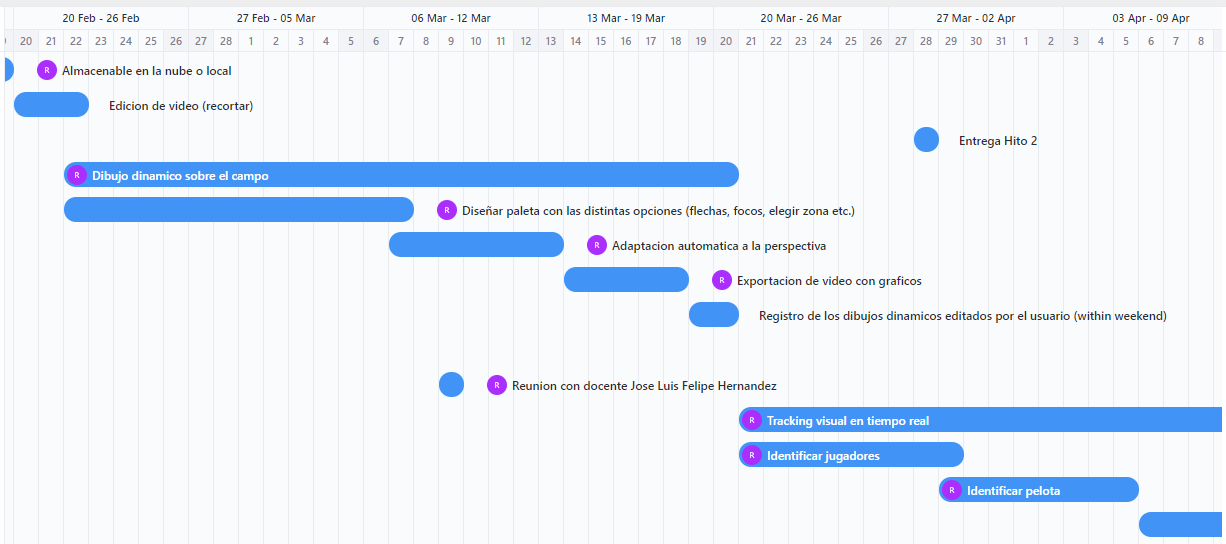 20 Feb - 26 Feb 27 Feb - 05 Mar 06 Mar - 12 Mar 13 Mar - 19 Mar 20 Mar - 26 Mar 27 Mar - 02 Apr 03 Apr - 09 Apr
20 21 22 23 24 25 26 27 28 1 2 3 4 5 6 7 8 9 10 11 12 13 14 15 16 17 18 19 20 21 22 23 24 25 26 27 28 29 30 31 1 2 3 4 5 6 7 8
R Almacenable en la nube o local
Edicion de video (recortar)
Entrega Hito 2
R Dibujo dinamico sobre el campo
R Diseñar paleta con las distintas opciones (flechas, focos, elegir zona etc.)
R Adaptacion automatica a la perspectiva
R Exportacion de video con graficos
Registro de los dibujos dinamicos editados por el usuario (within weekend)
R Reunion con docente Jose Luis Felipe Hernandez
R Tracking visual en tiempo real
R Identificar jugadores
R Identificar pelota